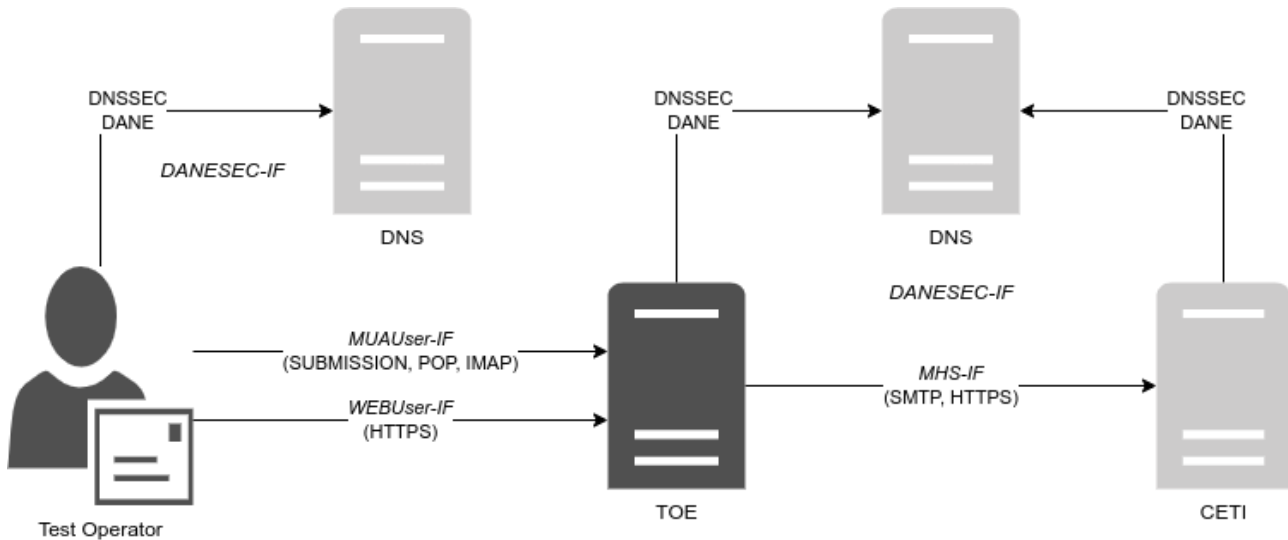 DNSSEC
DANE
DANESEC-IF
DNS
DNSSEC
DANE
DNS
DNSSEC
DANE
DANESEC-IF
MUAUser-IF
(SUBMISSION, POP, IMAP)
WEBUser-IF
(HTTPS)
MHS-IF
(SMTP, HTTPS)
Test Operator
TOE
CETI